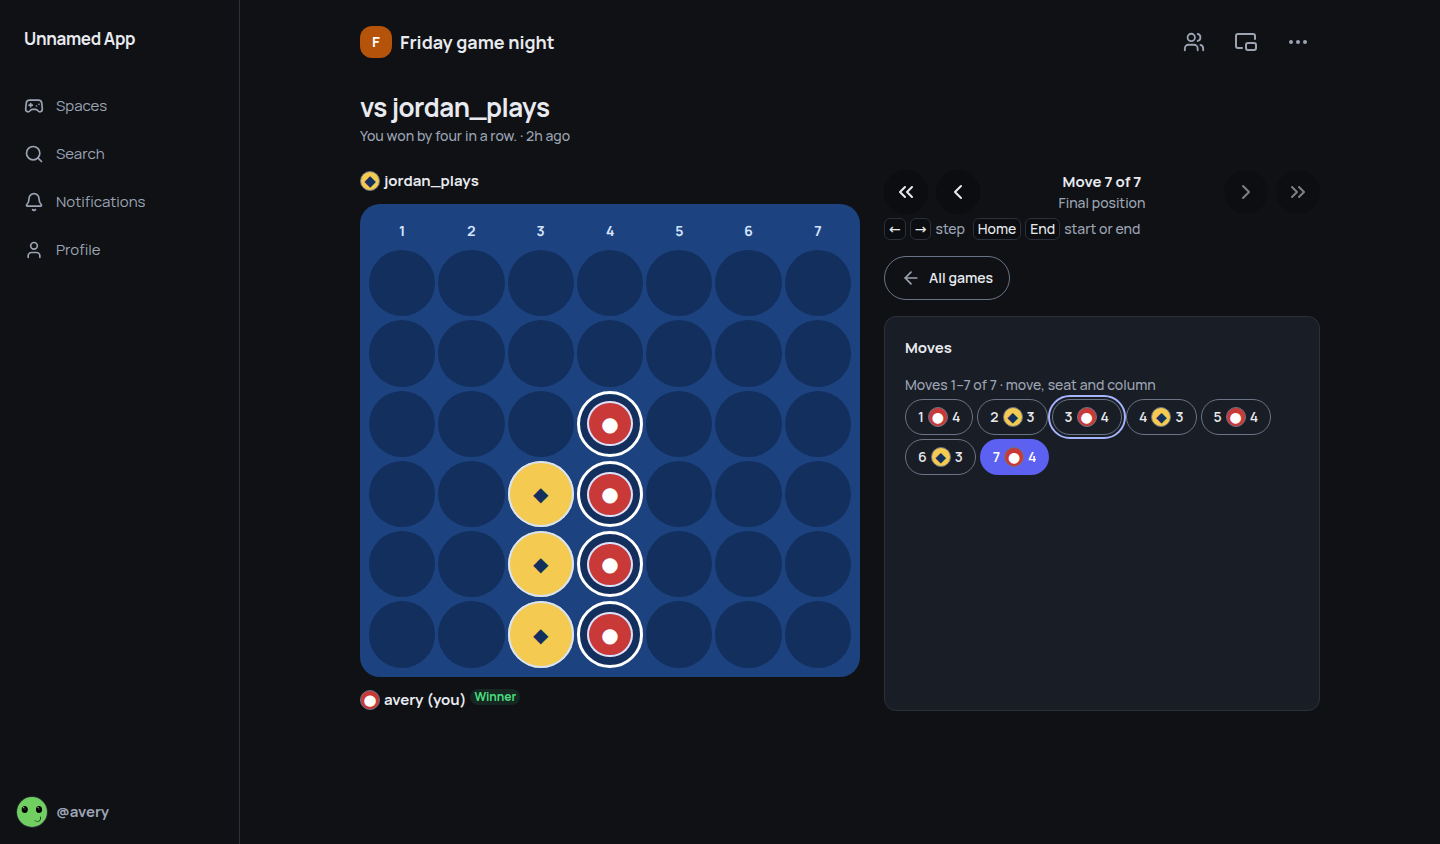 Unnamed App
Spaces
Search
Notifications
Profile
@avery
F Friday game night
vs jordan_plays
You won by four in a row. · 2h ago
jordan_plays
1 2 3 4 5 6 7
avery (you) Winner
Move 7 of 7
Final position
← → step Home End start or end
← All games
Moves
Moves 1–7 of 7 · move, seat and column
1 4 2 3 3 4 4 3 5 4
6 3 7 4